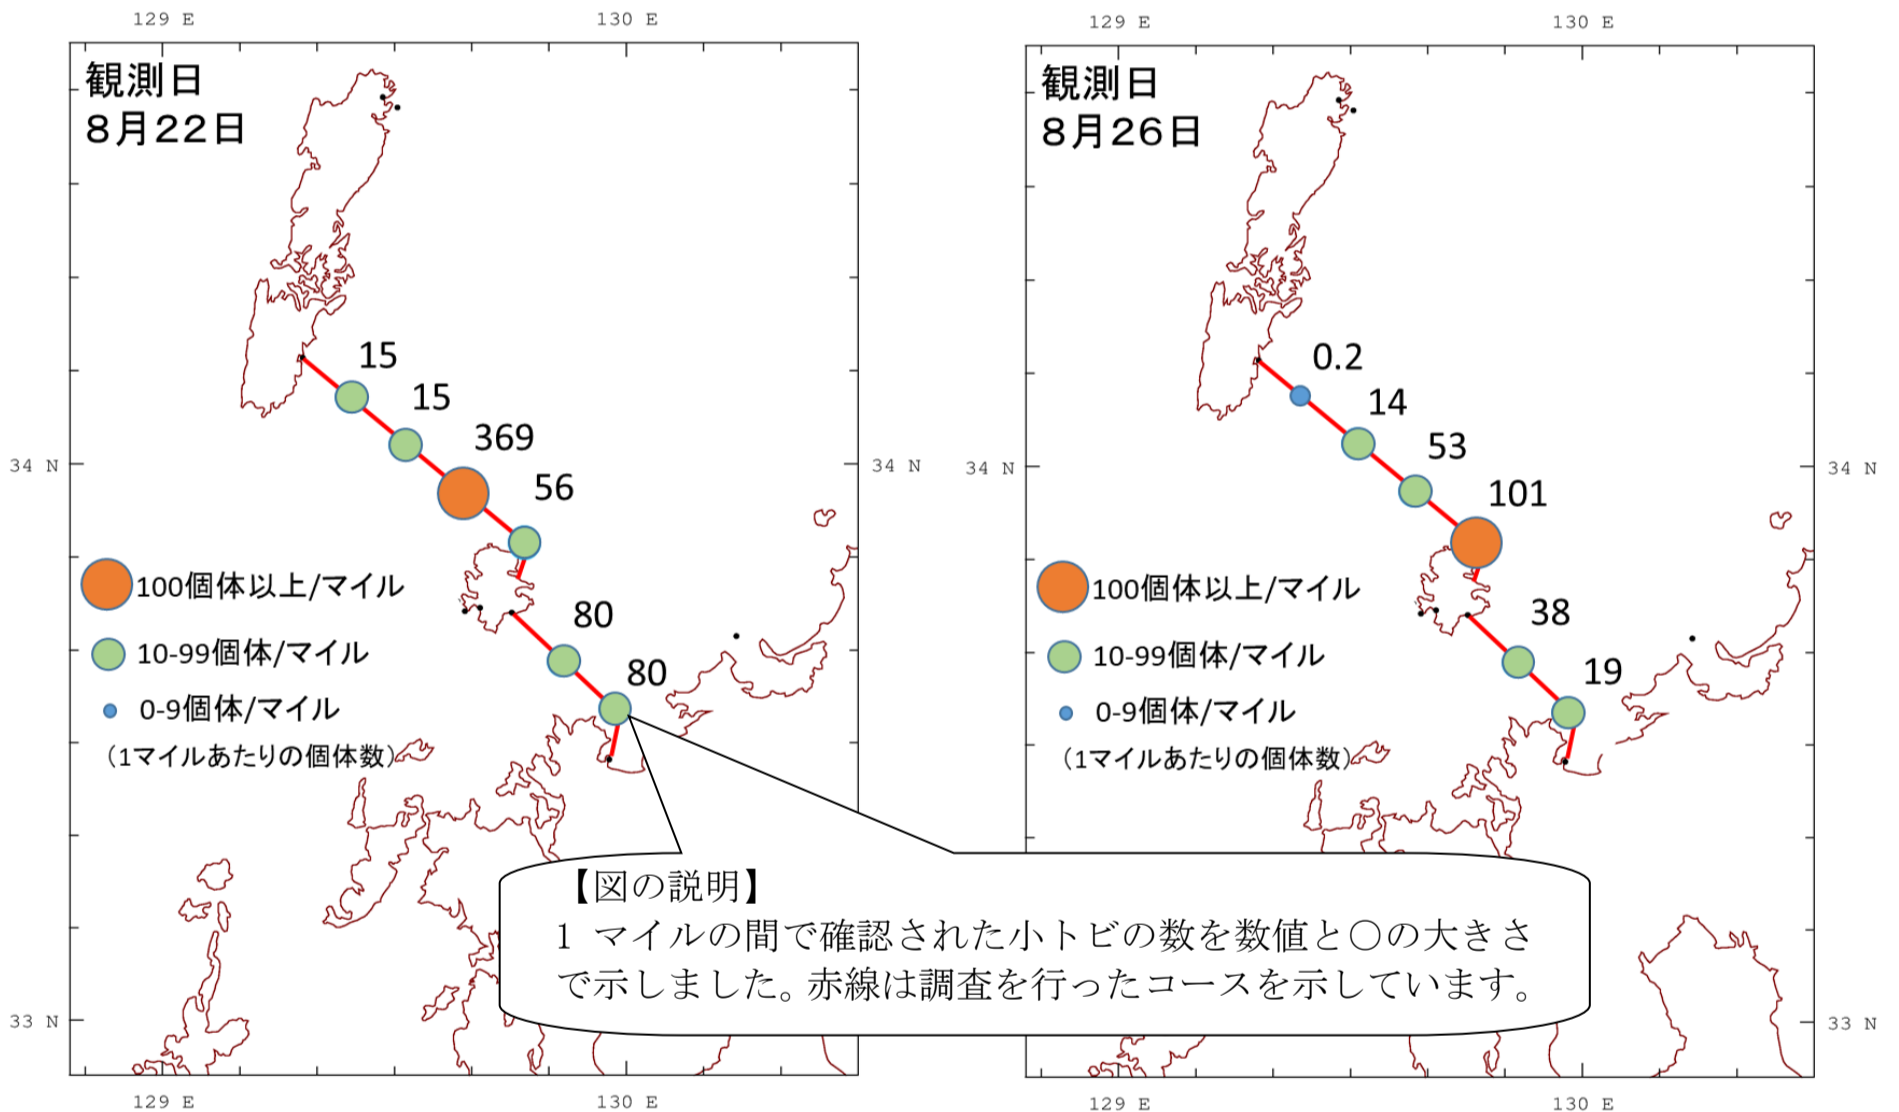 129 E
130 E
観測日
8月22日
15
15
369
56
34 N
34 N
80
80
100個体以上/マイル
10-99個体/マイル
0-9個体/マイル
（1マイルあたりの個体数）
33 N
129 E
130 E
129 E
130 E
観測日
8月26日
0.2
14
53
101
34 N
34 N
38
19
100個体以上/マイル
10-99個体/マイル
0-9個体/マイル
（1マイルあたりの個体数）
33 N
129 E
130 E
【図の説明】
1 マイルの間で確認された小トビの数を数値と○の大きさ
で示しました。赤線は調査を行ったコースを示しています。